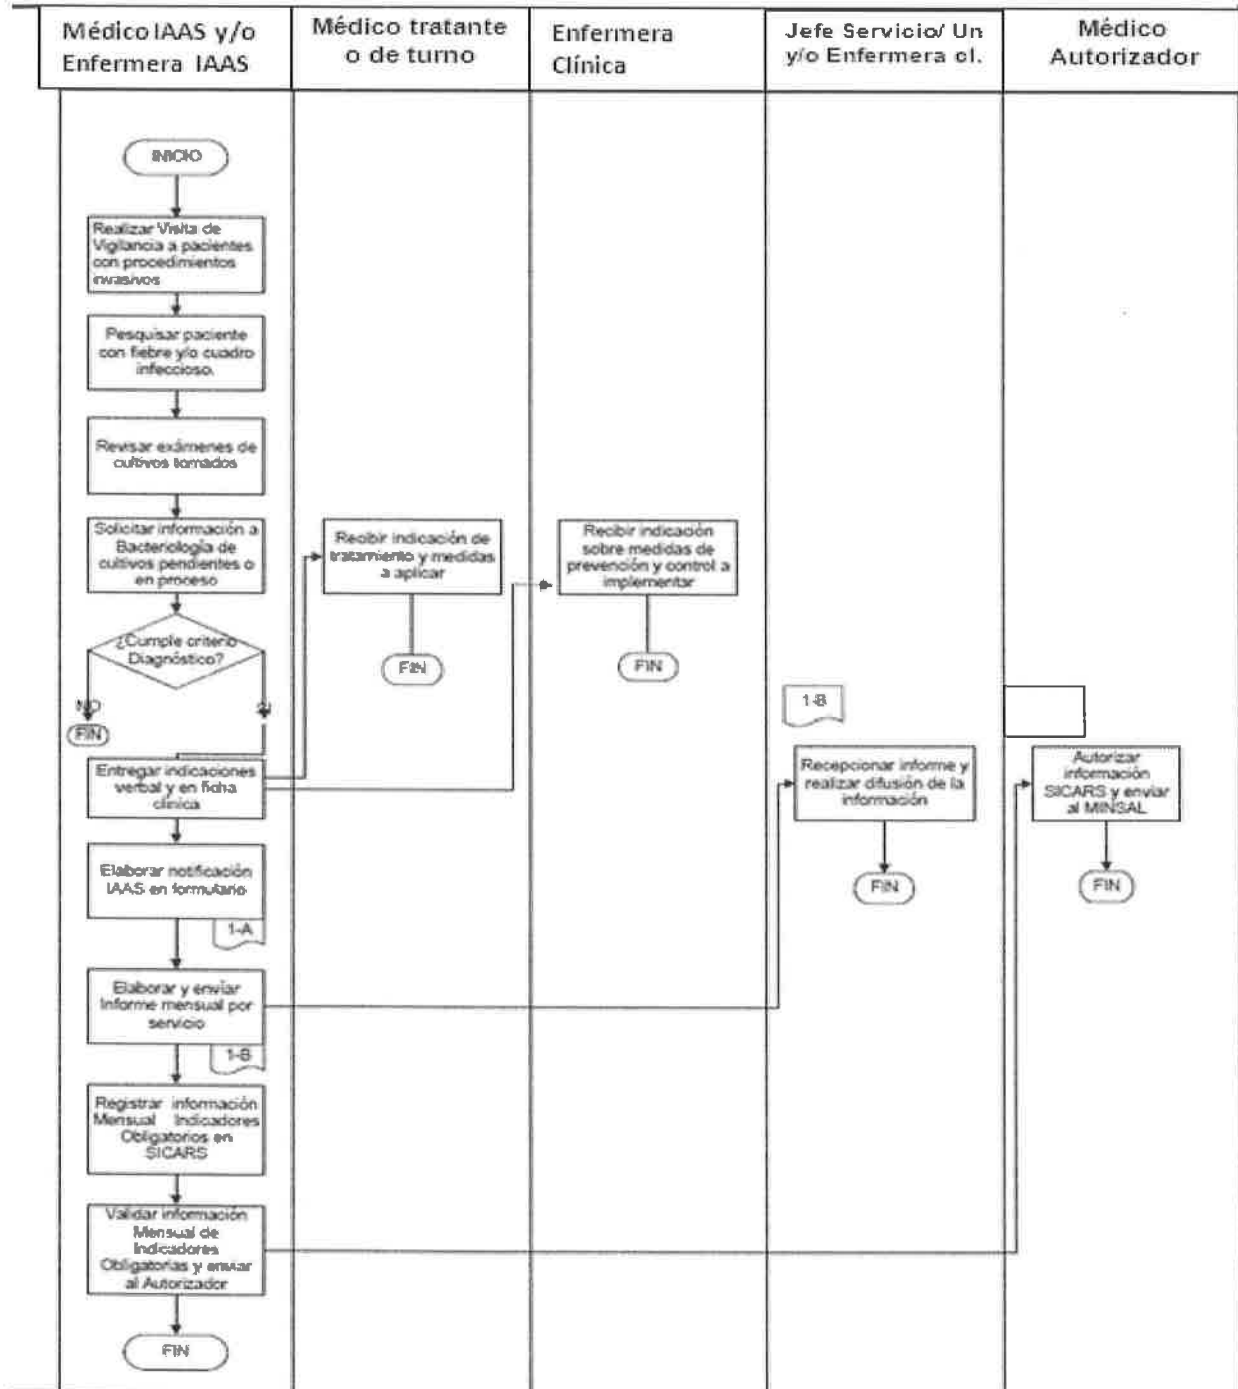 Médico IAAS y/o
Enfermera IAAS
Médico tratante
o de turno
Enfermera
Clínica
Jefe Servicio/ Un
y/o Enfermera cl.
Médico
Autorizador
INICIO
Realizar Visita de
Vigilancia a pacientes
con procedimientos
invasivos
Pesquisar paciente
con fiebre y/o cuadro
infeccioso.
Revisar exámenes de
cultivos tomados
Solicitar información a
Bacteriología de
cultivos pendientes o
en proceso
¿Cumple criterio
Diagnóstico?
NO
SI
FIN
Entregar indicaciones
verbal y en ficha
clínica
Elaborar notificación
IAAS en formulario
1-A
Elaborar y enviar
Informe mensual por
servicio
1-B
Registrar información
Mensual Indicadores
Obligatorios en
SICARS
Validar información
Mensual de
Indicadores
Obligatorias y enviar
al Autorizador
FIN
Recibir indicación de
tratamiento y medidas
a aplicar
FIN
Recibir indicación
sobre medidas de
prevención y control a
implementar
FIN
1-B
Recepcionar informe y
realizar difusión de la
información
FIN
Autorizar
información
SICARS y enviar
al MINSAL
FIN